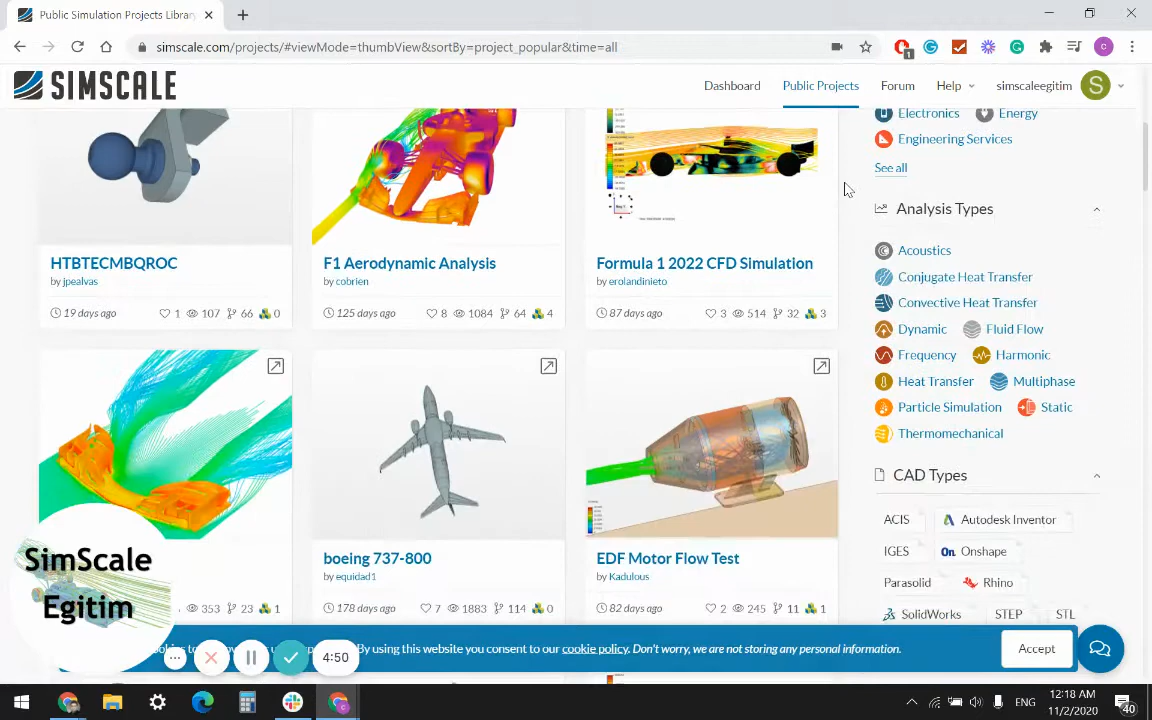 Public Simulation Projects Library
simscale.com/projects/#viewMode=thumbView&sortBy=project_popular&time=all
1
C
SIMSCALE
Dashboard
Public Projects
Forum
Help
simscaleegitim
S
Electronics
Energy
Engineering Services
See all
HTBTECMBQROC
by jpealvas
19 days ago 1 107 66 0
F1 Aerodynamic Analysis
by cobrien
125 days ago 8 1084 64 4
Formula 1 2022 CFD Simulation
by erolandinieto
87 days ago 3 514 32 3
353 23 1
boeing 737-800
by equidad1
178 days ago 7 1883 114 0
EDF Motor Flow Test
by Kadulous
82 days ago 2 245 11 1
Analysis Types
Acoustics
Conjugate Heat Transfer
Convective Heat Transfer
Dynamic
Fluid Flow
Frequency
Harmonic
Heat Transfer
Multiphase
Particle Simulation
Static
Thermomechanical
CAD Types
ACIS
Autodesk Inventor
IGES
On. Onshape
Parasolid
Rhino
SolidWorks
STEP
STL
SimScale
Egitim
By using this website you consent to our cookie policy. Don't worry, we are not storing any personal information.
Accept
4:50
ENG
12:18 AM
11/2/2020
40